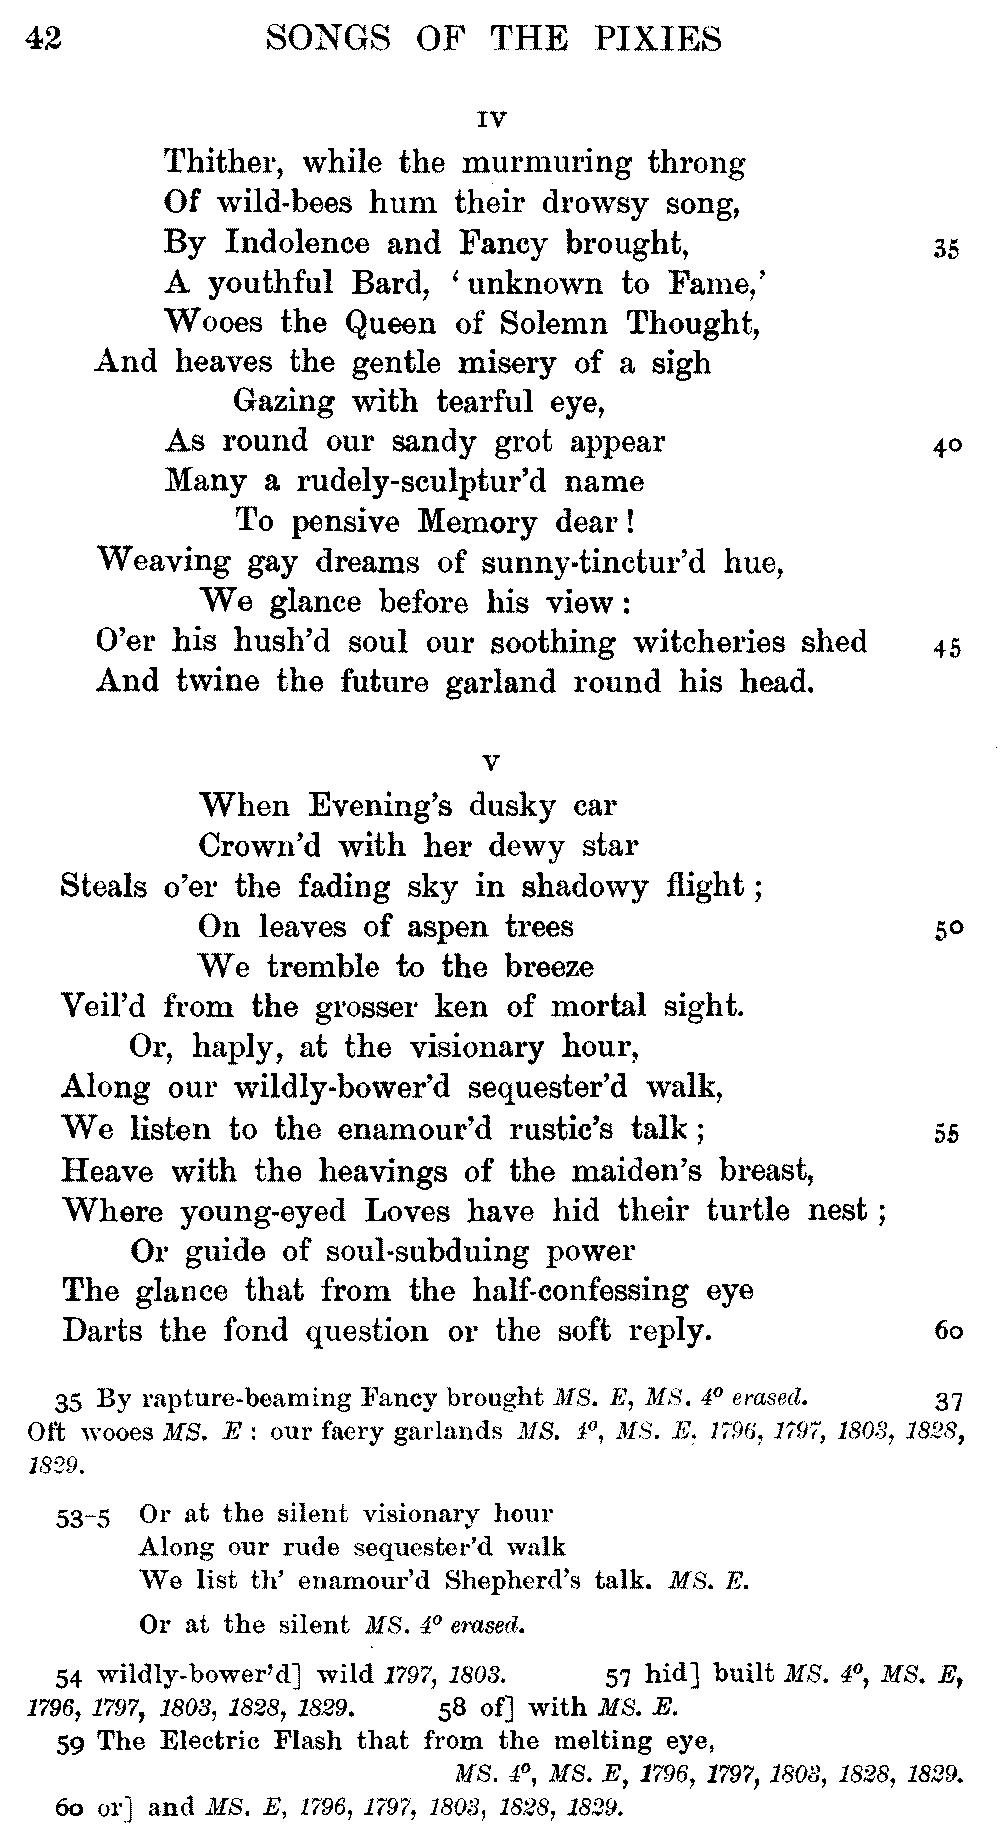 42 SONGS OF THE PIXIES
IV
Thither, while the murmuring throng
Of wild-bees hum their drowsy song,
By Indolence and Fancy brought, 35
A youthful Bard, ‘unknown to Fame,’
Wooes the Queen of Solemn Thought,
And heaves the gentle misery of a sigh
Gazing with tearful eye,
As round our sandy grot appear 40
Many a rudely-sculptur’d name
To pensive Memory dear!
Weaving gay dreams of sunny-tinctur’d hue,
We glance before his view:
O’er his hush’d soul our soothing witcheries shed 45
And twine the future garland round his head.
V
When Evening’s dusky car
Crown’d with her dewy star
Steals o’er the fading sky in shadowy flight;
On leaves of aspen trees 50
We tremble to the breeze
Veil’d from the grosser ken of mortal sight.
Or, haply, at the visionary hour,
Along our wildly-bower’d sequester’d walk,
We listen to the enamour’d rustic’s talk; 55
Heave with the heavings of the maiden’s breast,
Where young-eyed Loves have hid their turtle nest;
Or guide of soul-subduing power
The glance that from the half-confessing eye
Darts the fond question or the soft reply. 60
35 By rapture-beaming Fancy brought MS. E, MS. 4º erased. 37
Oft wooes MS. E: our faery garlands MS. 4º, MS. E, 1796, 1797, 1803, 1828,
1829.
53-5 Or at the silent visionary hour
Along our rude sequester’d walk
We list th’ enamour’d Shepherd’s talk. MS. E.
Or at the silent MS. 4º erased.
54 wildly-bower’d] wild 1797, 1803. 57 hid] built MS. 4º, MS. E,
1796, 1797, 1803, 1828, 1829. 58 of] with MS. E.
59 The Electric Flash that from the melting eye,
MS. 4º, MS. E, 1796, 1797, 1803, 1828, 1829.
60 or] and MS. E, 1796, 1797, 1803, 1828, 1829.